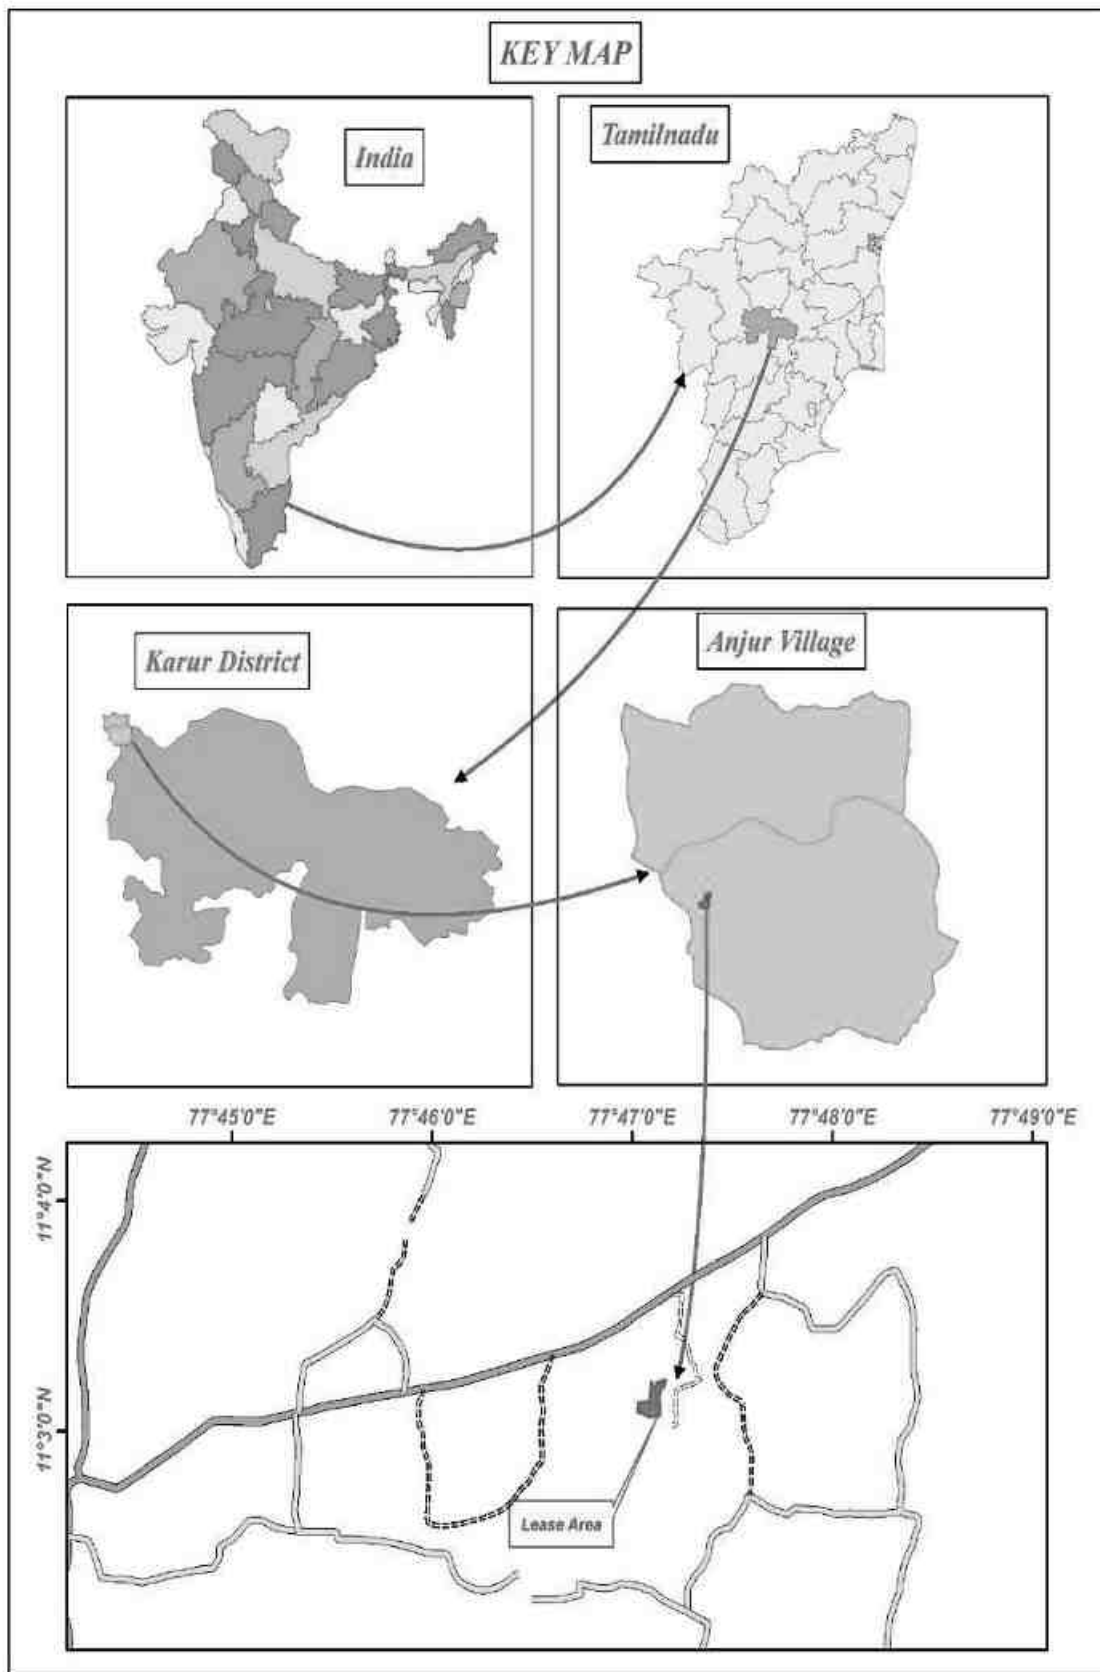 KEY MAP
India
Tamilnadu
Karur District
Anjur Village
77°45'0"E 77°46'0"E 77°47'0"E 77°48'0"E 77°49'0"E
11°4'0"N
11°3'0"N
Lease Area